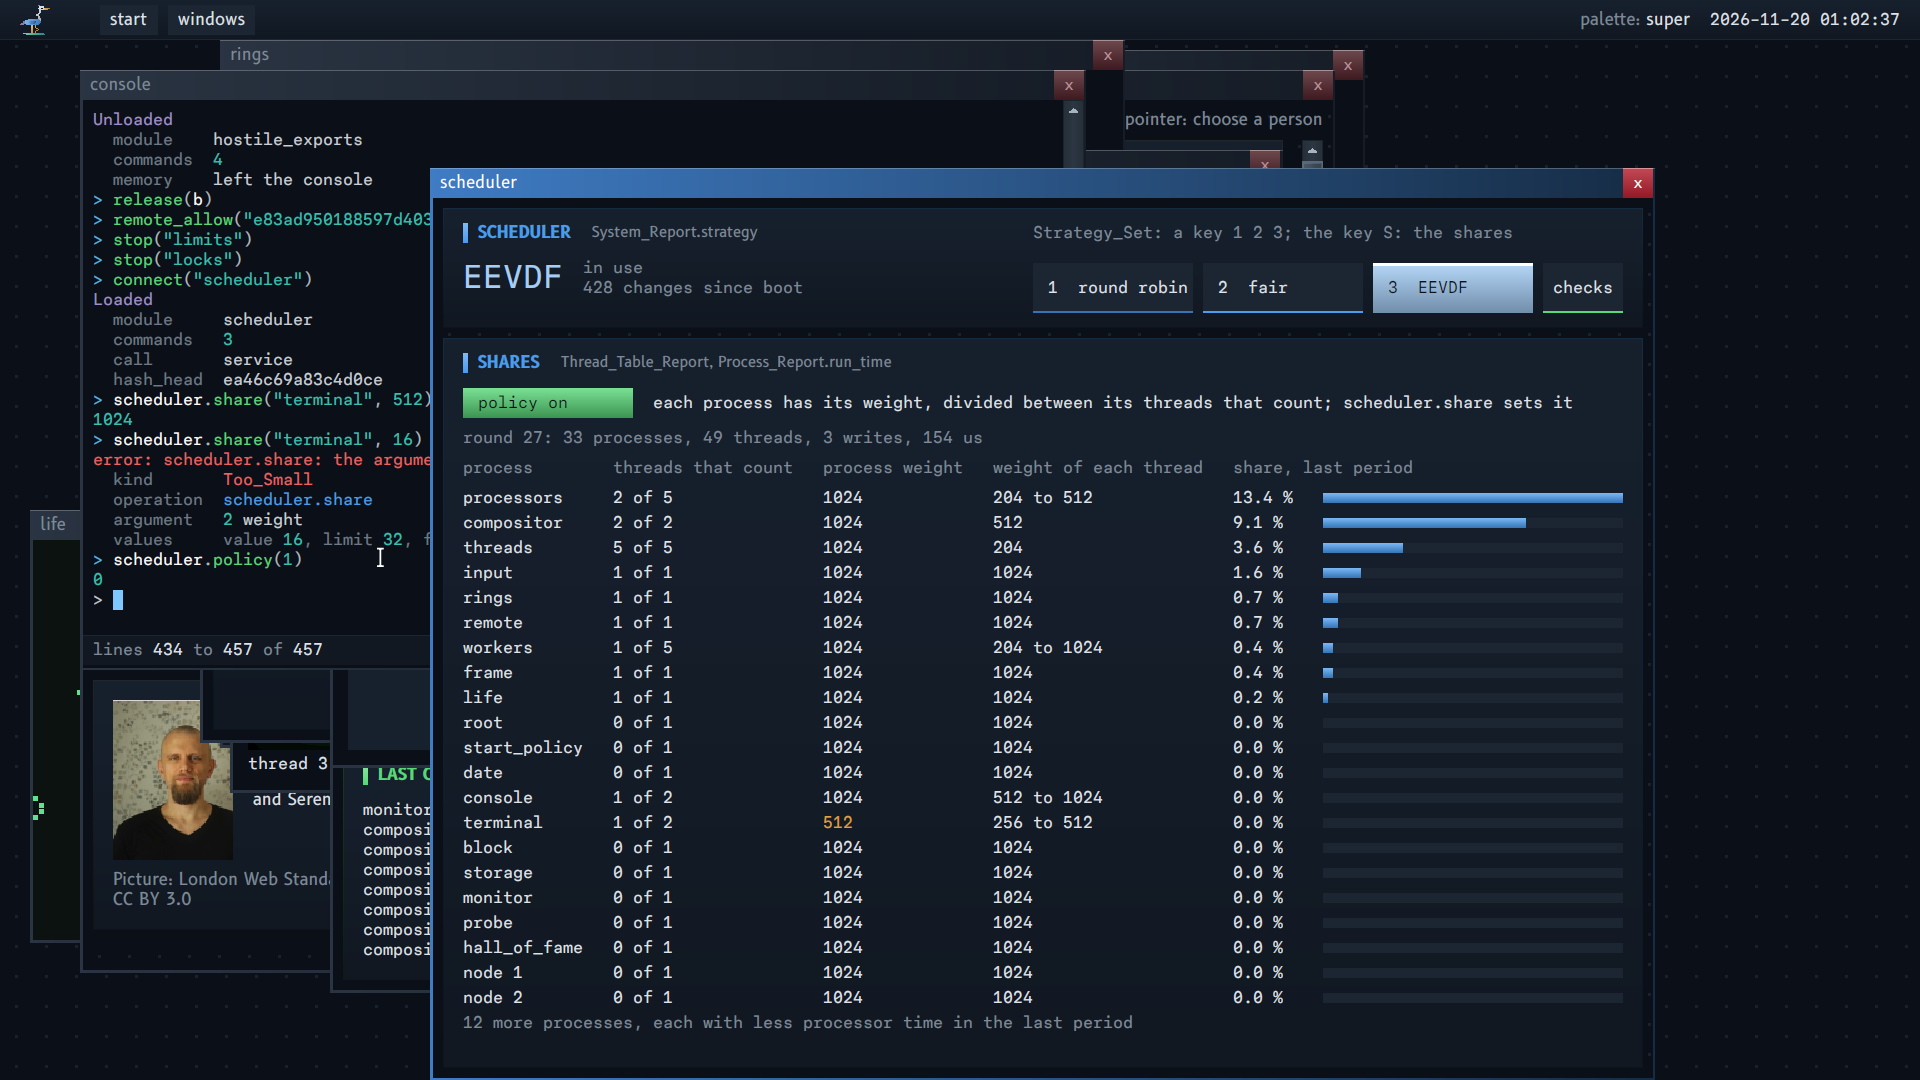 start windows palette: super 2026-11-20 01:02:37
rings x
x
console x
x
pointer: choose a person
Unloaded
module hostile_exports
commands 4
memory left the console
> release(b)
> remote_allow("e83ad950188597d403
> stop("limits")
> stop("locks")
> connect("scheduler")
Loaded
module scheduler
commands 3
call service
hash_head ea46c69a83c4d0ce
> scheduler.share("terminal", 512)
1024
> scheduler.share("terminal", 16)
error: scheduler.share: the argume
kind Too_Small
operation scheduler.share
argument 2 weight
values value 16, limit 32, f
> scheduler.policy(1)
0
>
lines 434 to 457 of 457
life
thread 3
and Seren
Picture: London Web Standa
CC BY 3.0
LAST C
monitor
composi
composi
composi
composi
composi
composi
composi
x
scheduler x
SCHEDULER System_Report.strategy
EEVDF in use
428 changes since boot
Strategy_Set: a key 1 2 3; the key S: the shares
1 round robin 2 fair 3 EEVDF checks
SHARES Thread_Table_Report, Process_Report.run_time
policy on each process has its weight, divided between its threads that count; scheduler.share sets it
round 27: 33 processes, 49 threads, 3 writes, 154 us
process threads that count process weight weight of each thread share, last period
processors 2 of 5 1024 204 to 512 13.4 %
compositor 2 of 2 1024 512 9.1 %
threads 5 of 5 1024 204 3.6 %
input 1 of 1 1024 1024 1.6 %
rings 1 of 1 1024 1024 0.7 %
remote 1 of 1 1024 1024 0.7 %
workers 1 of 5 1024 204 to 1024 0.4 %
frame 1 of 1 1024 1024 0.4 %
life 1 of 1 1024 1024 0.2 %
root 0 of 1 1024 1024 0.0 %
start_policy 0 of 1 1024 1024 0.0 %
date 0 of 1 1024 1024 0.0 %
console 1 of 2 1024 512 to 1024 0.0 %
terminal 1 of 2 512 256 to 512 0.0 %
block 0 of 1 1024 1024 0.0 %
storage 0 of 1 1024 1024 0.0 %
monitor 0 of 1 1024 1024 0.0 %
probe 0 of 1 1024 1024 0.0 %
hall_of_fame 0 of 1 1024 1024 0.0 %
node 1 0 of 1 1024 1024 0.0 %
node 2 0 of 1 1024 1024 0.0 %
12 more processes, each with less processor time in the last period